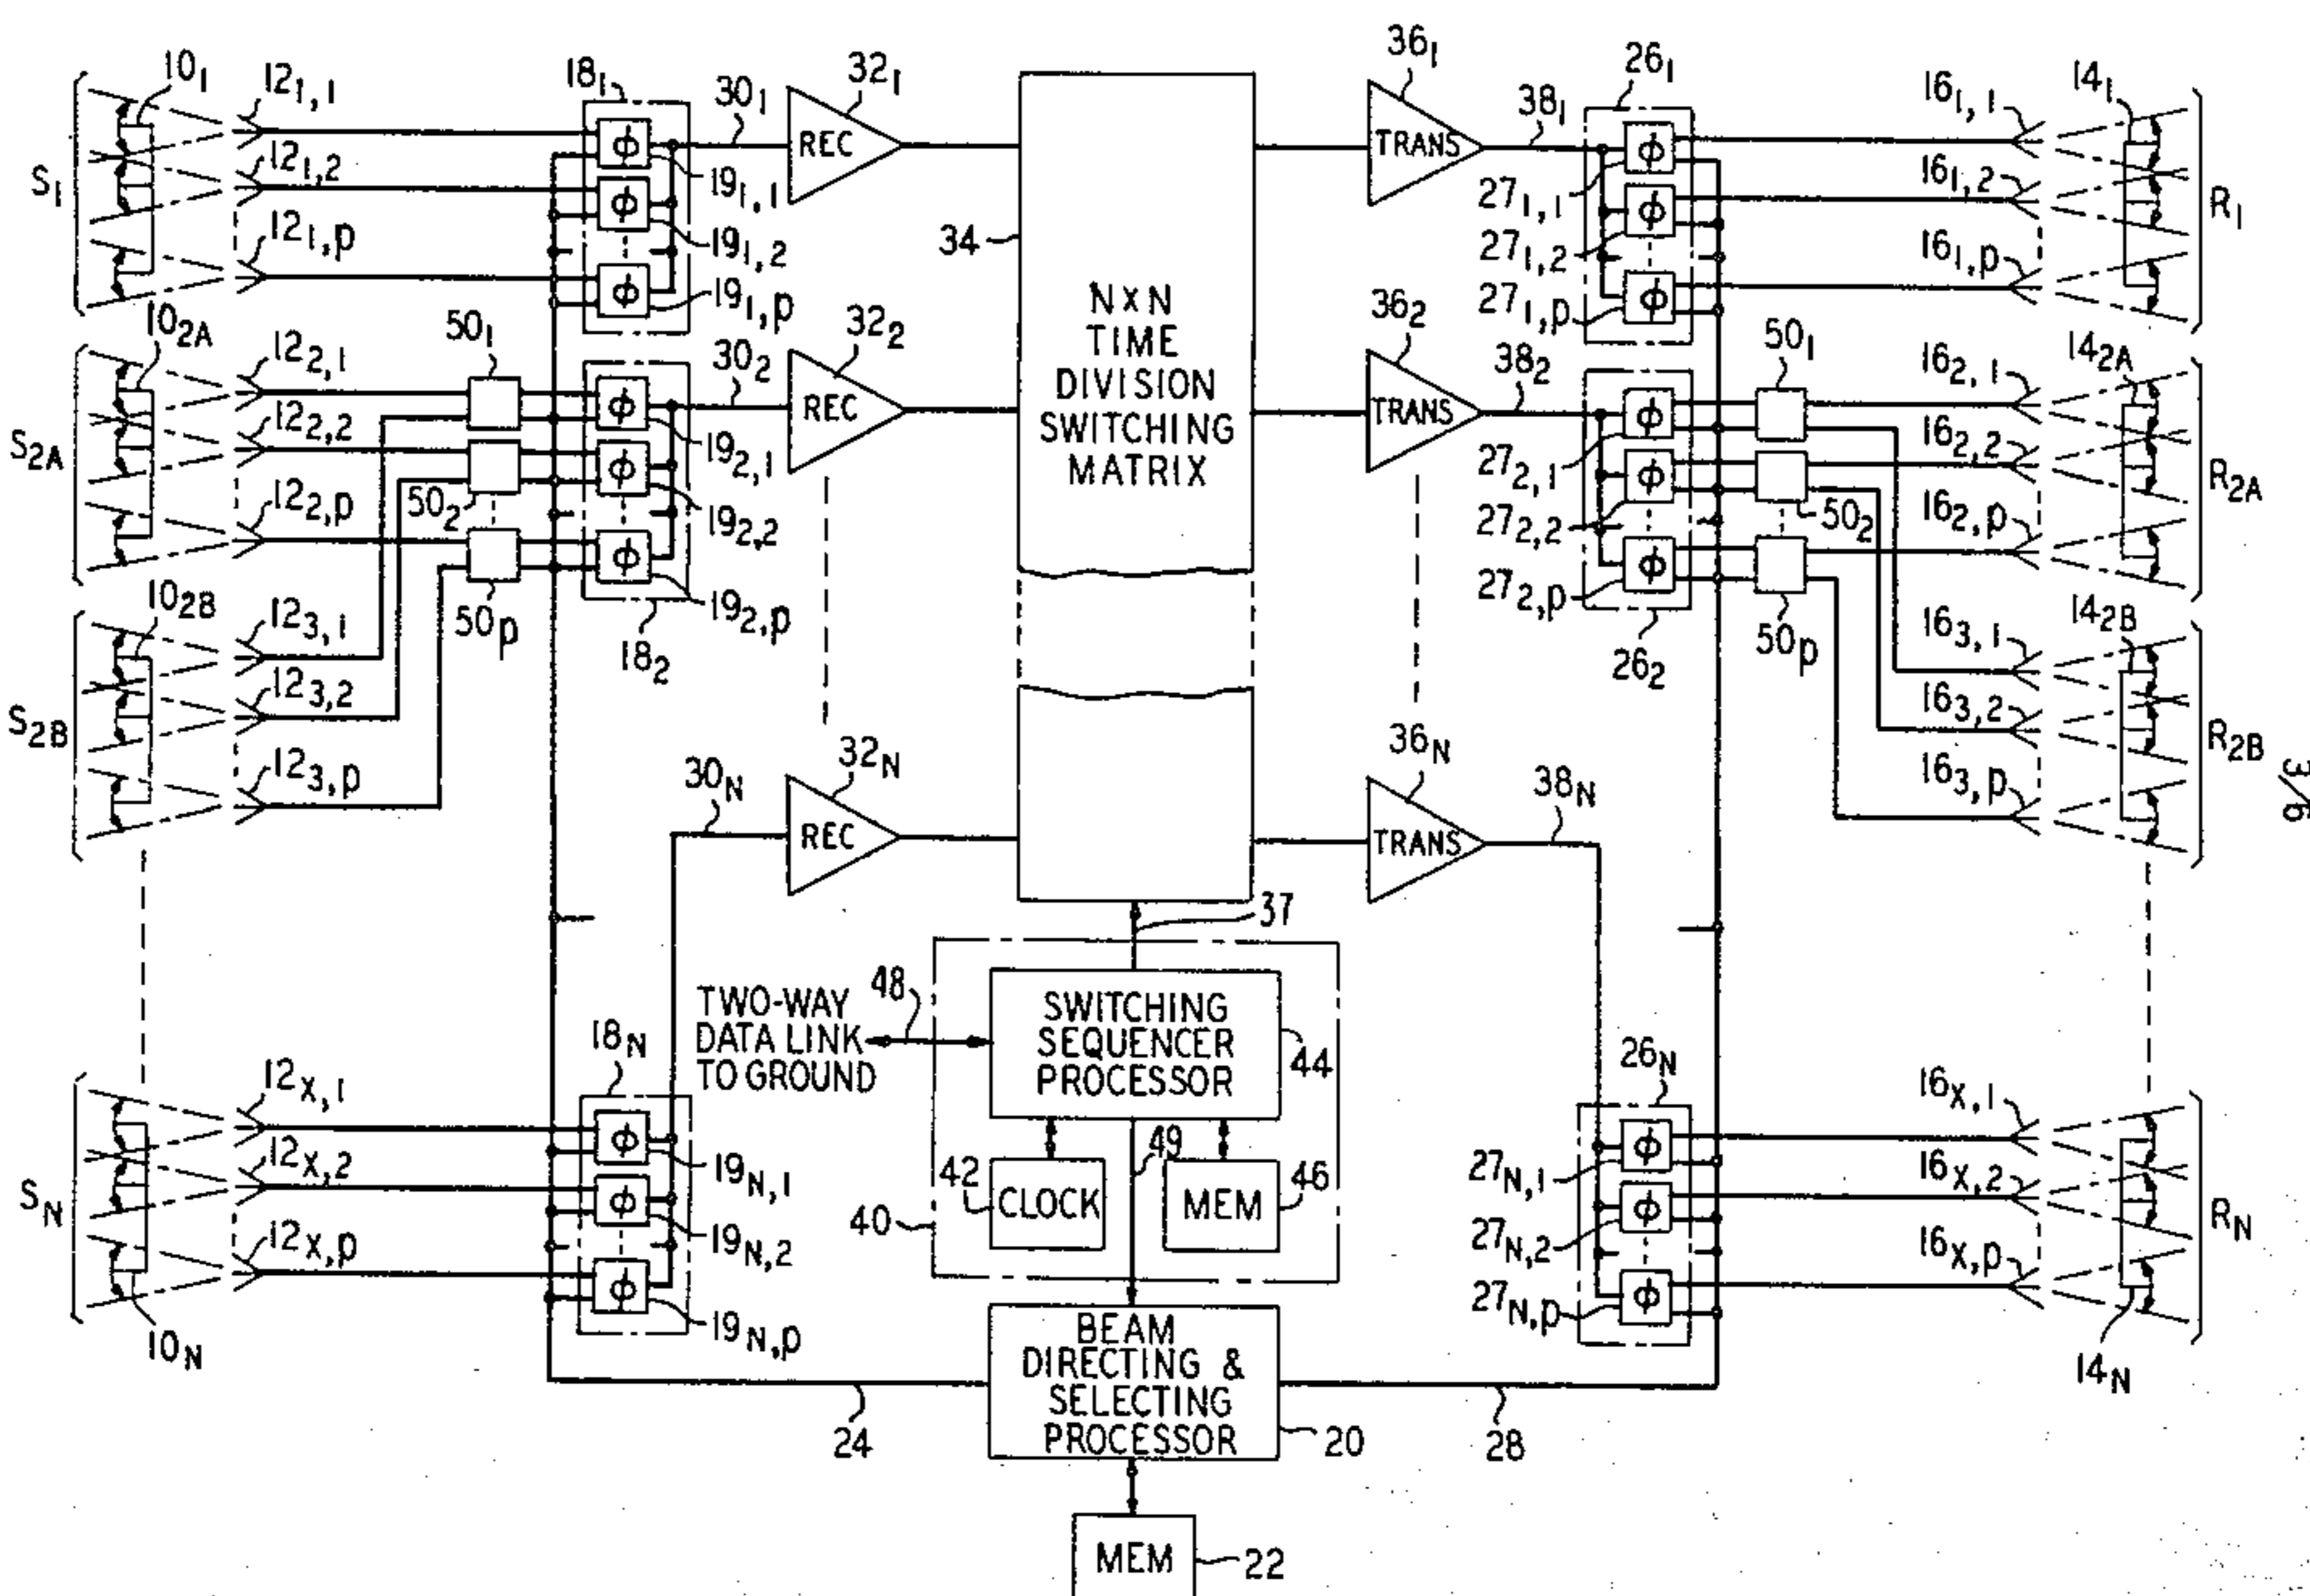 S1
10₁
12₁,₁
12₁,₂
12₁,p
18₁
ϕ
ϕ
ϕ
19₁,₁
19₁,₂
19₁,p
30₁
32₁
REC
34
N×N
TIME
DIVISION
SWITCHING
MATRIX
36₁
TRANS
38₁
26₁
ϕ
ϕ
ϕ
27₁,₁
27₁,₂
27₁,p
16₁,₁
16₁,₂
16₁,p
14₁
R₁
S₂A
10₂A
12₂,₁
12₂,₂
12₂,p
50₁
50₂
50p
ϕ
ϕ
ϕ
19₂,₁
19₂,₂
19₂,p
18₂
30₂
32₂
REC
36₂
TRANS
38₂
ϕ
ϕ
ϕ
27₂,₁
27₂,₂
27₂,p
26₂
50₁
50₂
50p
16₂,₁
16₂,₂
16₂,p
14₂A
R₂A
S₂B
10₂B
12₃,₁
12₃,₂
12₃,p
16₃,₁
16₃,₂
16₃,p
14₂B
R₂B
3/6
30N
32N
REC
36N
TRANS
38N
37
TWO-WAY
DATA LINK
TO GROUND
48
SWITCHING
SEQUENCER
PROCESSOR
44
42
CLOCK
49
MEM
46
40
SN
12x,₁
12x,₂
12x,p
10N
18N
ϕ
ϕ
ϕ
19N,₁
19N,₂
19N,p
26N
ϕ
ϕ
ϕ
27N,₁
27N,₂
27N,p
16x,₁
16x,₂
16x,p
14N
RN
24
BEAM
DIRECTING &
SELECTING
PROCESSOR
20
28
MEM
22